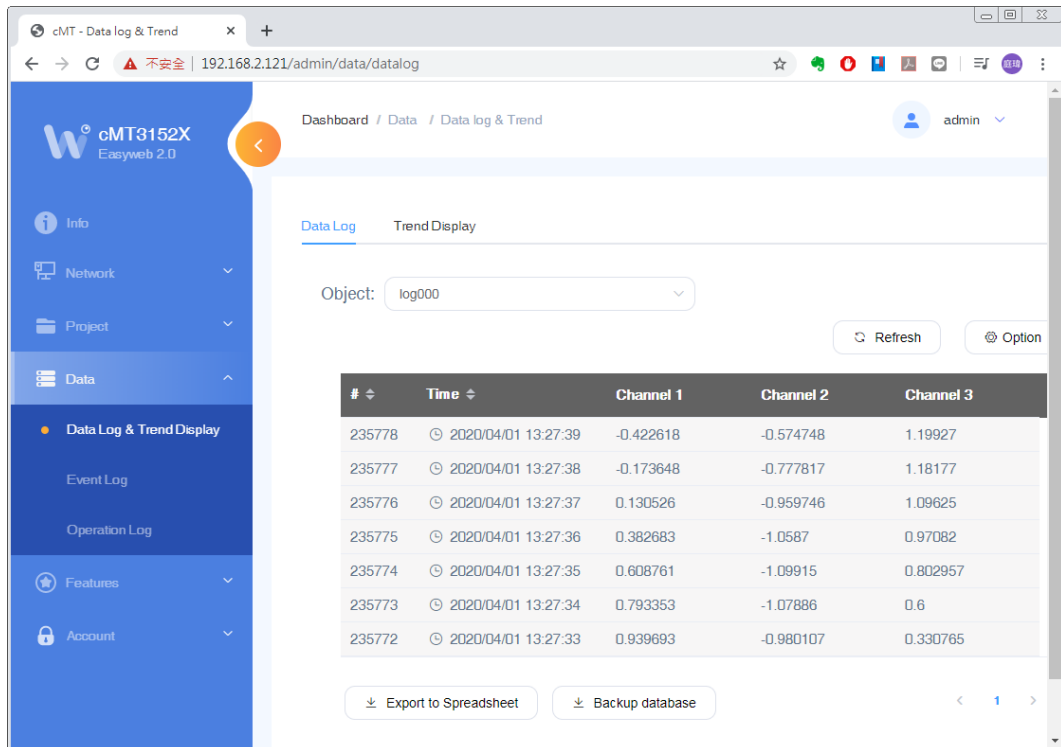 cMT - Data log & Trend
不安全 192.168.2.121/admin/data/datalog
庭瑋
cMT3152X
Easyweb 2.0
Dashboard / Data / Data log & Trend
admin
Info
Network
Project
Data
Data Log & Trend Display
Event Log
Operation Log
Features
Account
Data Log Trend Display
Object: log000
Refresh Option
# Time Channel 1 Channel 2 Channel 3
235778 2020/04/01 13:27:39 -0.422618 -0.574748 1.19927
235777 2020/04/01 13:27:38 -0.173648 -0.777817 1.18177
235776 2020/04/01 13:27:37 0.130526 -0.959746 1.09625
235775 2020/04/01 13:27:36 0.382683 -1.0587 0.97082
235774 2020/04/01 13:27:35 0.608761 -1.09915 0.802957
235773 2020/04/01 13:27:34 0.793353 -1.07886 0.6
235772 2020/04/01 13:27:33 0.939693 -0.980107 0.330765
Export to Spreadsheet Backup database
1